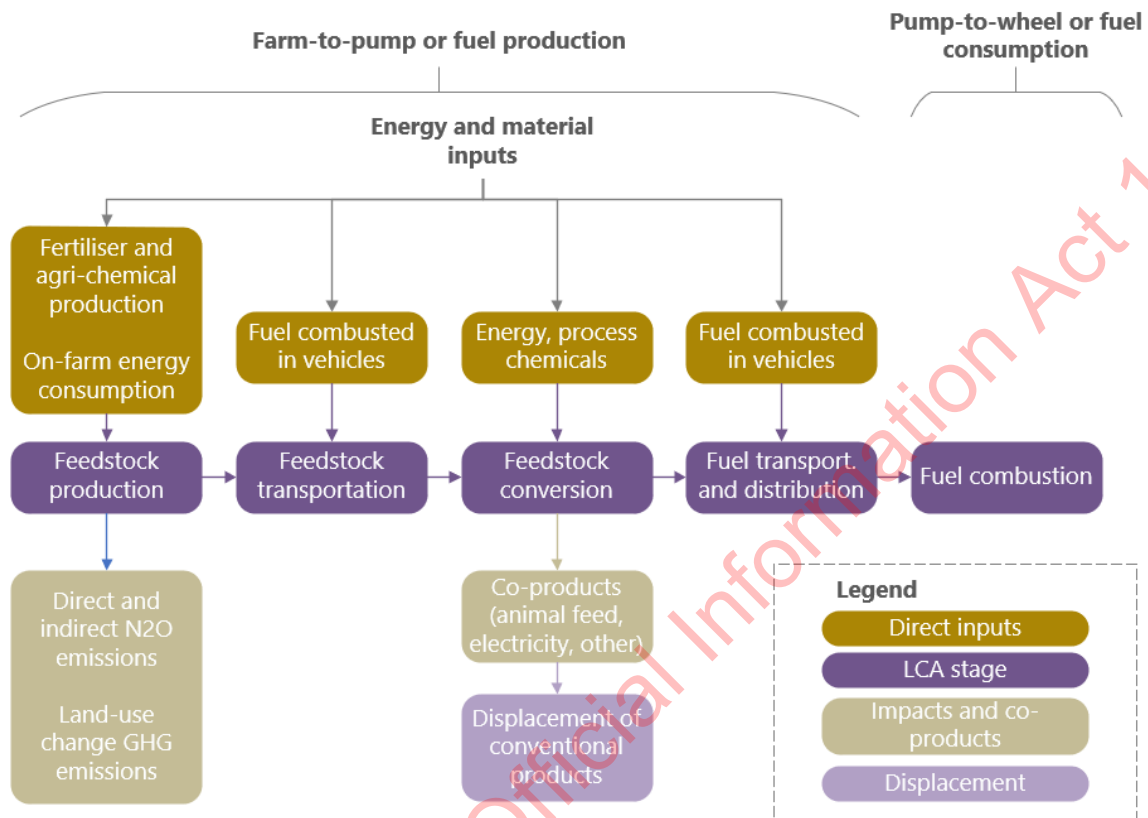 Farm-to-pump or fuel production
Pump-to-wheel or fuel
consumption
Energy and material
inputs
Fertiliser and
agri-chemical
production
On-farm energy
consumption
Fuel combusted
in vehicles
Energy, process
chemicals
Fuel combusted
in vehicles
Feedstock
production
Feedstock
transportation
Feedstock
conversion
Fuel transport
and distribution
Fuel combustion
Direct and
indirect N2O
emissions
Land-use
change GHG
emissions
Co-products
(animal feed,
electricity, other)
Displacement of
conventional
products
Legend
Direct inputs
LCA stage
Impacts and co-
products
Displacement
Official Information Act 1